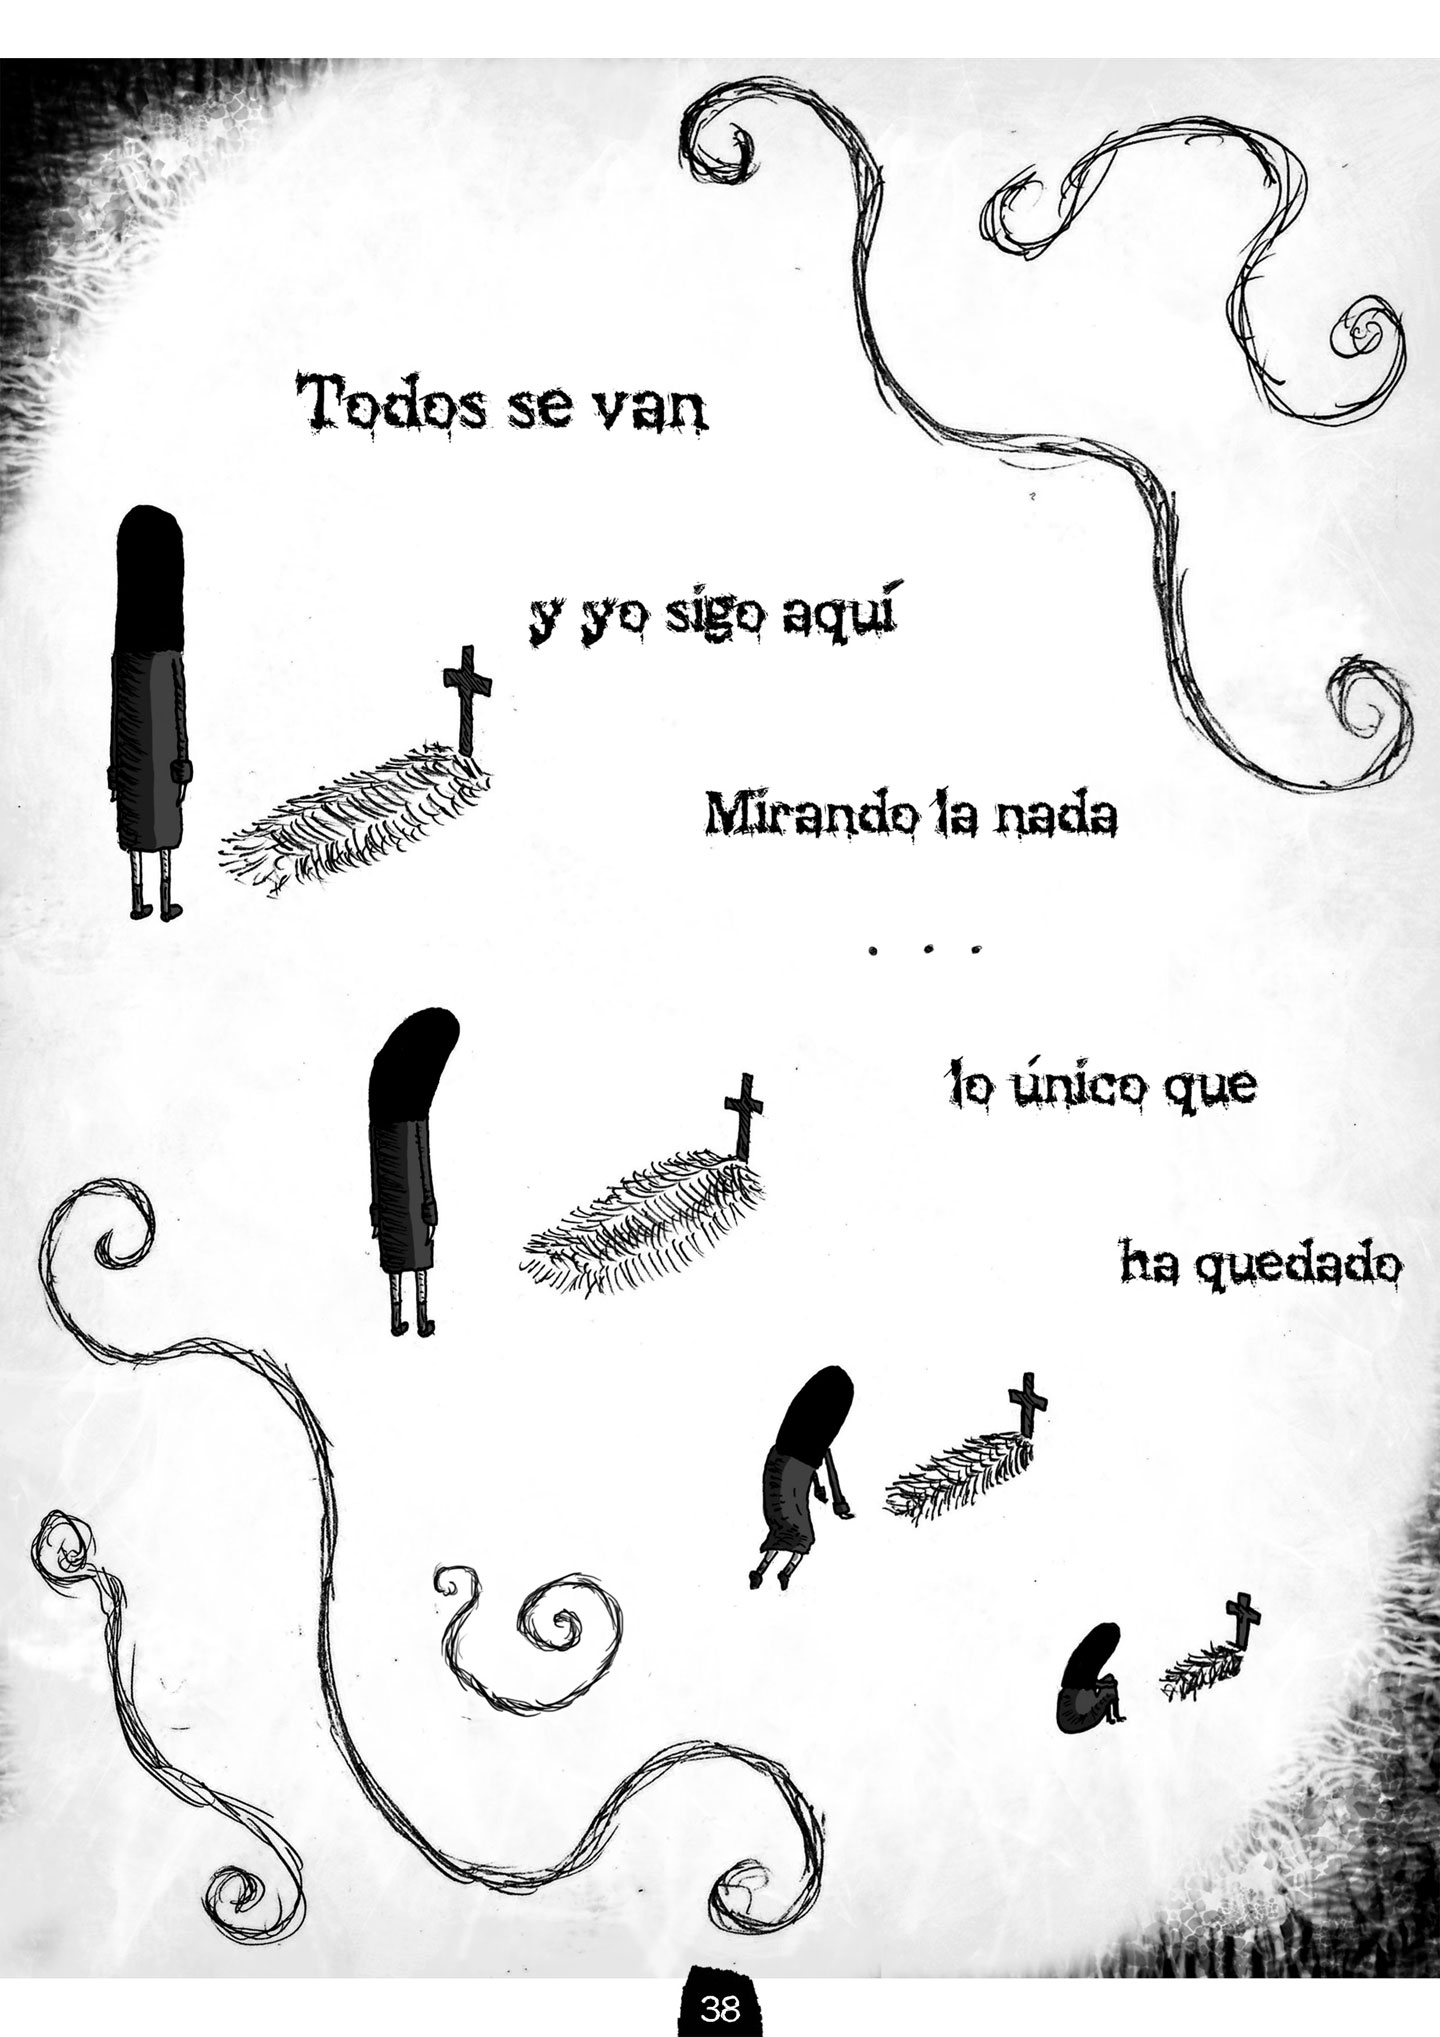 Todos se van
y yo sigo aquí
Mirando la nada
. . .
lo único que
ha quedado
38